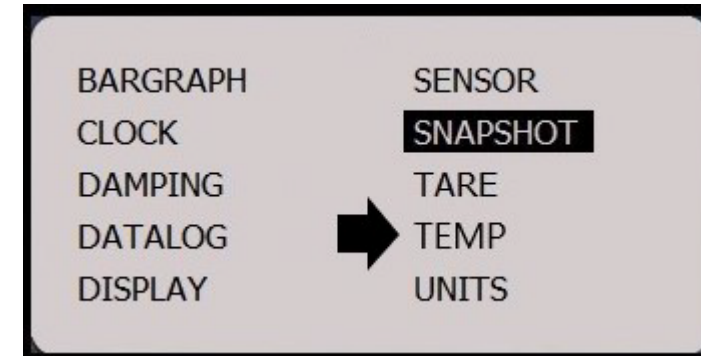 BARGRAPH
CLOCK
DAMPING
DATALOG
DISPLAY
SENSOR
SNAPSHOT
TARE
TEMP
UNITS